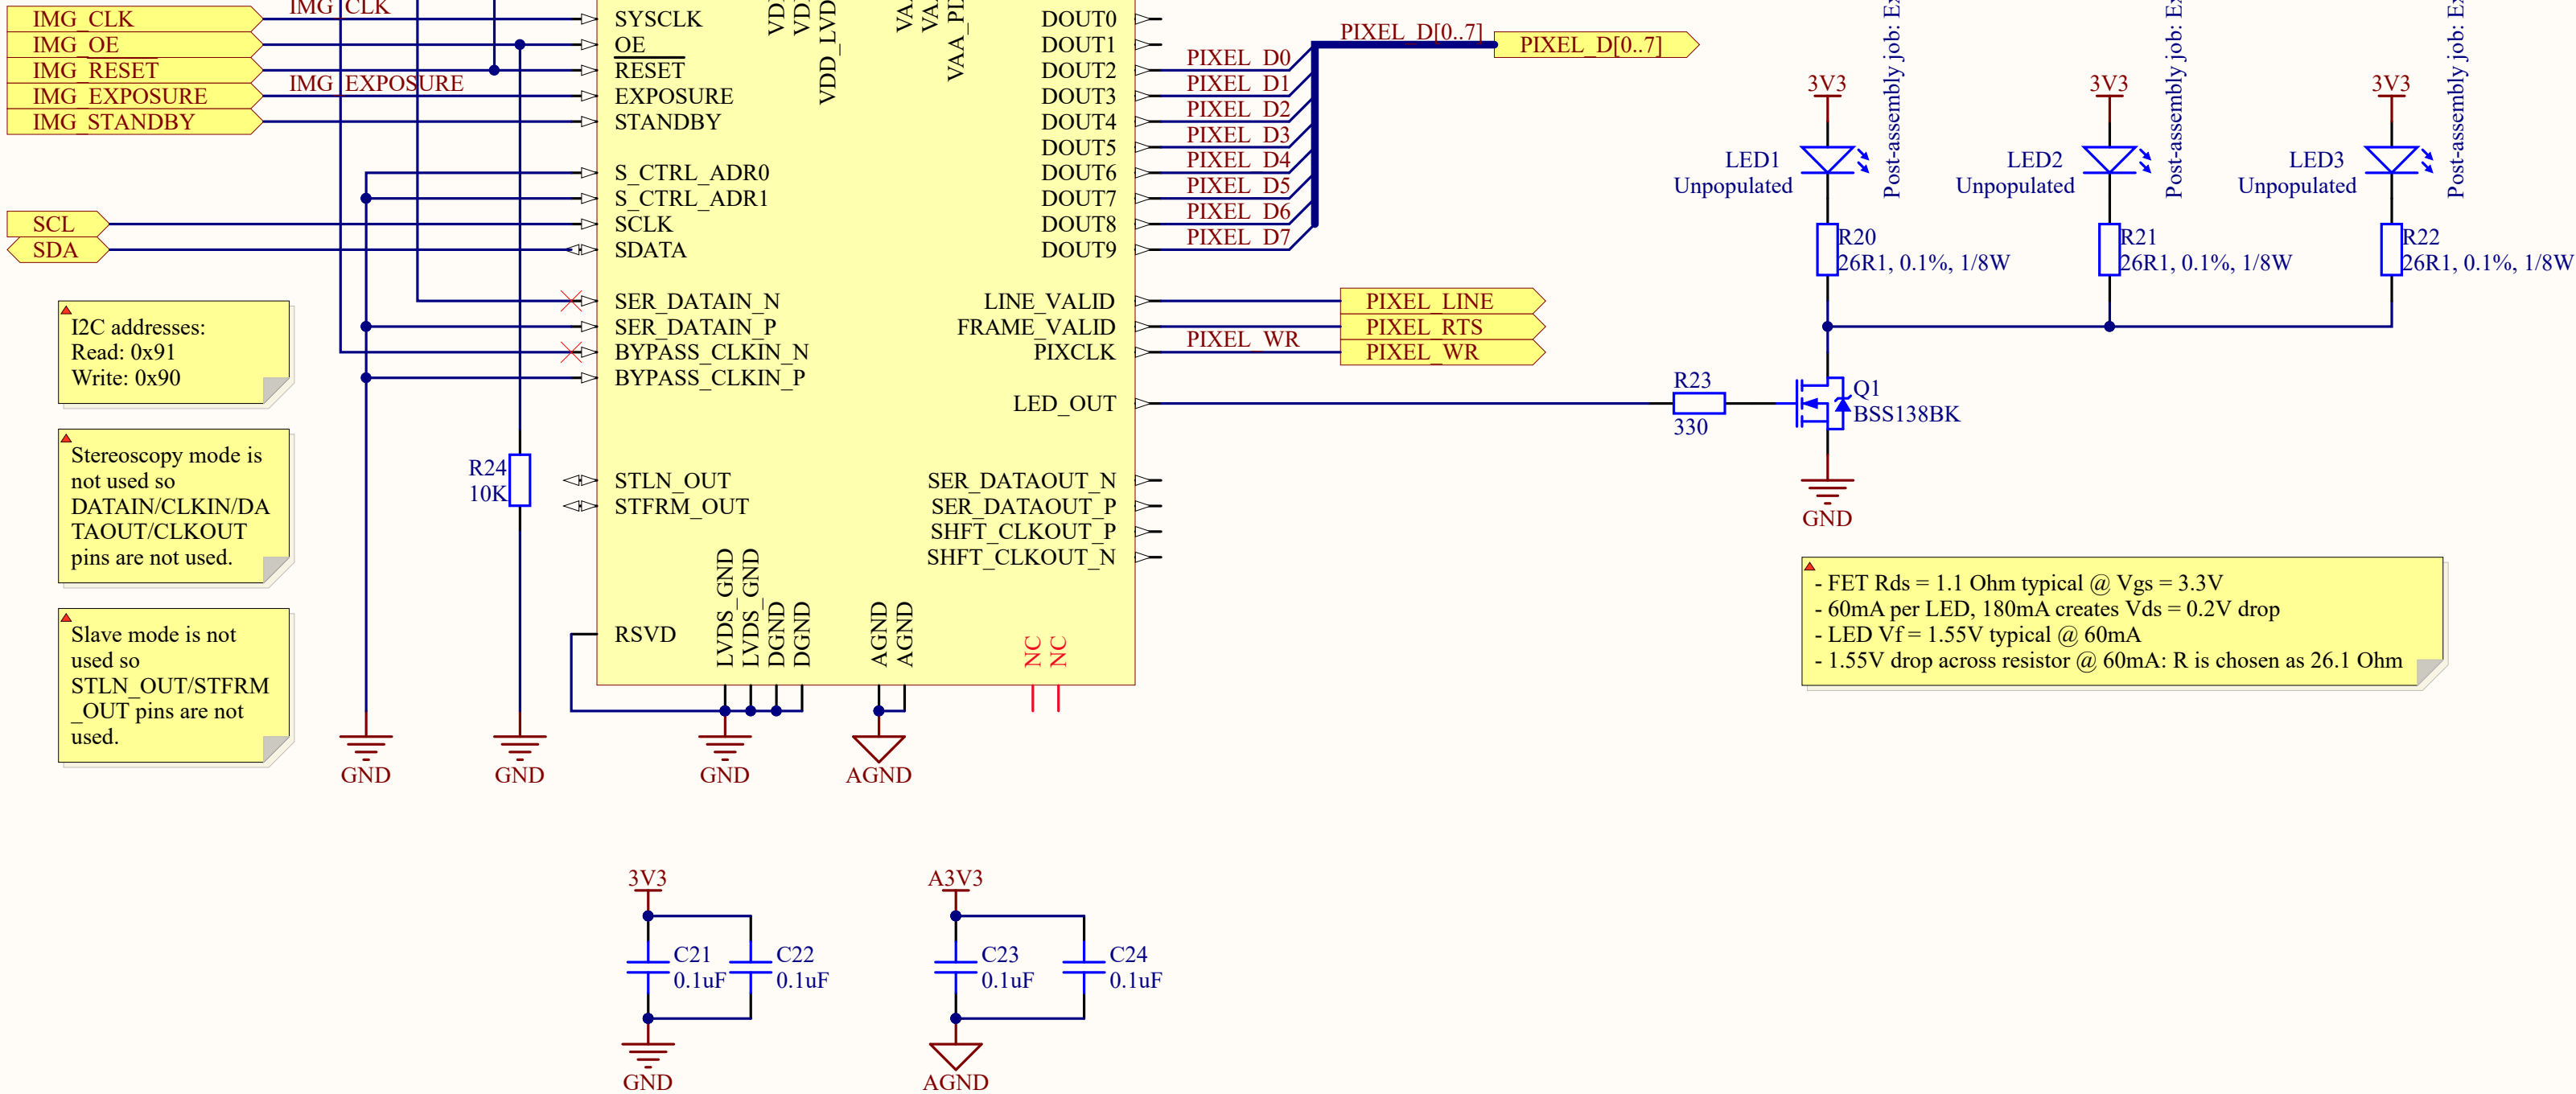 IMG_CLK
IMG_OE
IMG_RESET
IMG_EXPOSURE
IMG_STANDBY
IMG_CLK
IMG_EXPOSURE
SCL
SDA
I2C addresses:
Read: 0x91
Write: 0x90
Stereoscopy mode is
not used so
DATAIN/CLKIN/DA
TAOUT/CLKOUT
pins are not used.
Slave mode is not
used so
STLN_OUT/STFRM
_OUT pins are not
used.
R24
10K
GND
GND
SYSCLK
OE
RESET
EXPOSURE
STANDBY
S_CTRL_ADR0
S_CTRL_ADR1
SCLK
SDATA
SER_DATAIN_N
SER_DATAIN_P
BYPASS_CLKIN_N
BYPASS_CLKIN_P
STLN_OUT
STFRM_OUT
RSVD
LVDS_GND
LVDS_GND
DGND
DGND
AGND
AGND
NC
NC
GND
AGND
DOUT0
DOUT1
DOUT2
DOUT3
DOUT4
DOUT5
DOUT6
DOUT7
DOUT8
DOUT9
LINE_VALID
FRAME_VALID
PIXCLK
LED_OUT
SER_DATAOUT_N
SER_DATAOUT_P
SHFT_CLKOUT_P
SHFT_CLKOUT_N
PIXEL_D0
PIXEL_D1
PIXEL_D2
PIXEL_D3
PIXEL_D4
PIXEL_D5
PIXEL_D6
PIXEL_D7
PIXEL_D[0..7]
PIXEL_D[0..7]
PIXEL_WR
PIXEL_LINE
PIXEL_RTS
PIXEL_WR
3V3
LED1
Unpopulated
Post-assembly job:
R20
26R1, 0.1%, 1/8W
3V3
LED2
Unpopulated
Post-assembly job:
R21
26R1, 0.1%, 1/8W
3V3
LED3
Unpopulated
Post-assembly job:
R22
26R1, 0.1%, 1/8W
R23
330
Q1
BSS138BK
GND
- FET Rds = 1.1 Ohm typical @ Vgs = 3.3V
- 60mA per LED, 180mA creates Vds = 0.2V drop
- LED Vf = 1.55V typical @ 60mA
- 1.55V drop across resistor @ 60mA: R is chosen as 26.1 Ohm
3V3
C21
0.1uF
C22
0.1uF
GND
A3V3
C23
0.1uF
C24
0.1uF
AGND